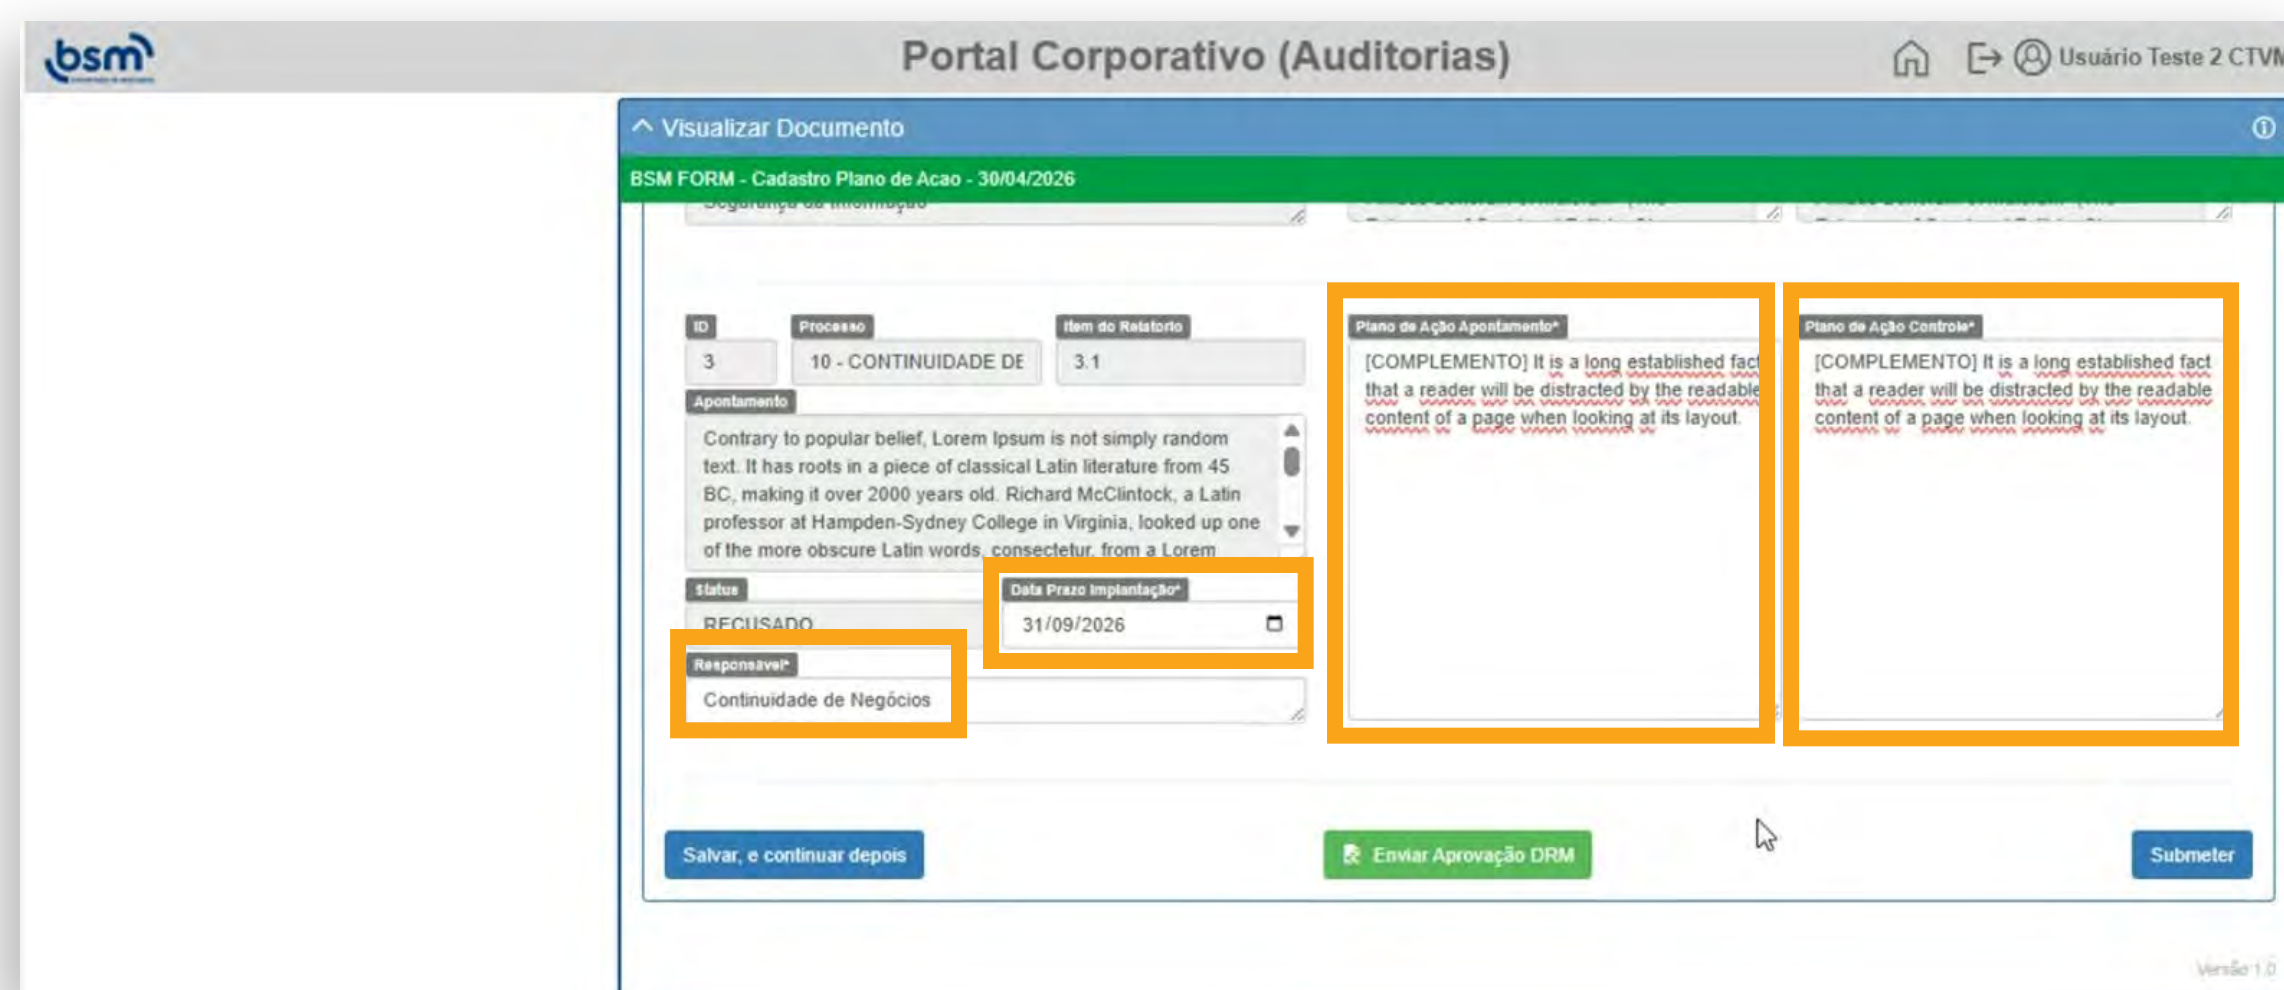 bsm
Portal Corporativo (Auditorias)
Usuário Teste 2 CTVM
Visualizar Documento
BSM FORM - Cadastro Plano de Acao - 30/04/2026
Segurança da Informação
ID
Processo
Item do Relatorio
3
10 - CONTINUIDADE DE
3.1
Apontamento
Contrary to popular belief, Lorem Ipsum is not simply random
text. It has roots in a piece of classical Latin literature from 45
BC, making it over 2000 years old. Richard McClintock, a Latin
professor at Hampden-Sydney College in Virginia, looked up one
of the more obscure Latin words, consectetur, from a Lorem
Status
Data Prazo Implantação*
RECUSADO
31/09/2026
Responsável*
Continuidade de Negócios
Plano de Ação Apontamento*
[COMPLEMENTO] It is a long established fact
that a reader will be distracted by the readable
content of a page when looking at its layout.
Plano de Ação Controle*
[COMPLEMENTO] It is a long established fact
that a reader will be distracted by the readable
content of a page when looking at its layout.
Salvar, e continuar depois
Enviar Aprovação DRM
Submeter
Versão 1.0